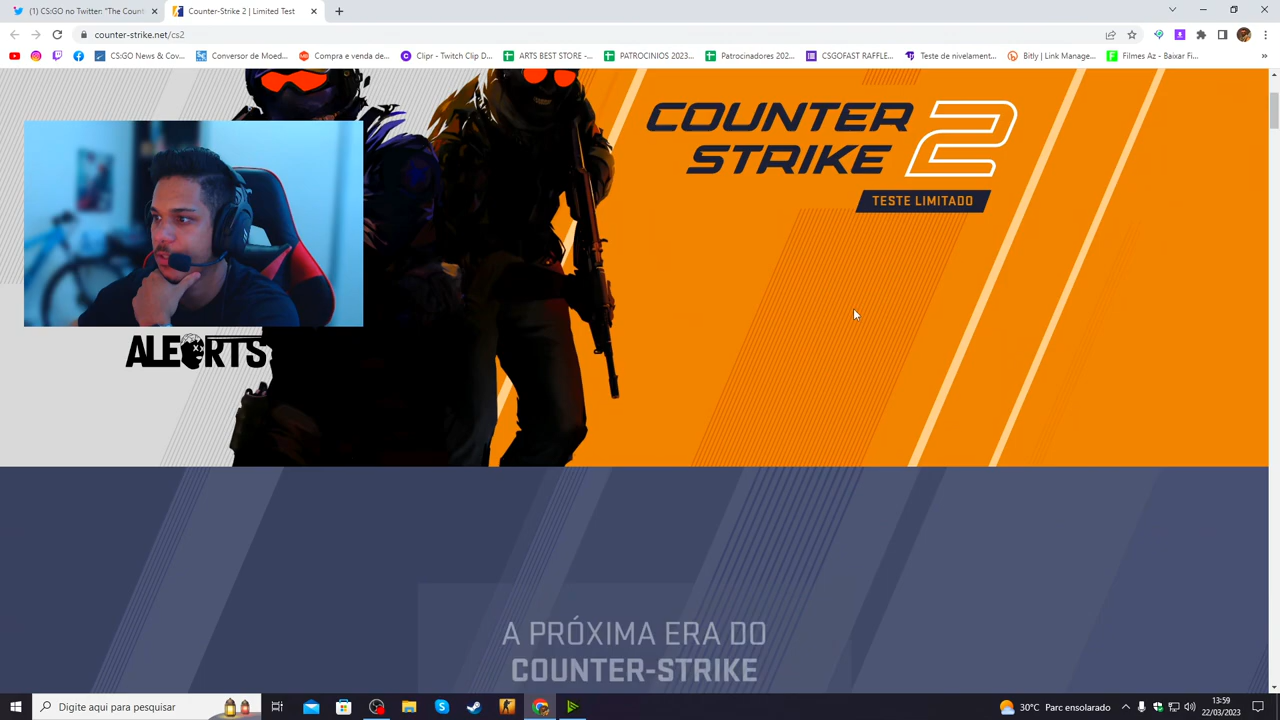 (1) CS:GO no Twitter: "The Count
Counter-Strike 2 | Limited Test
counter-strike.net/cs2
CS:GO News & Cov...
Conversor de Moed...
Compra e venda de...
Clipr - Twitch Clip D...
ARTS BEST STORE -...
PATROCINIOS 2023...
Patrocinadores 202...
CSGOFAST RAFFLE...
Teste de nivelament...
Bitly | Link Manage...
Filmes Az - Baixar Fi...
COUNTER
STRIKE 2
TESTE LIMITADO
ALE RTS
A PRÓXIMA ERA DO
COUNTER-STRIKE
Digite aqui para pesquisar
30°C Parc ensolarado
13:59
22/03/2023